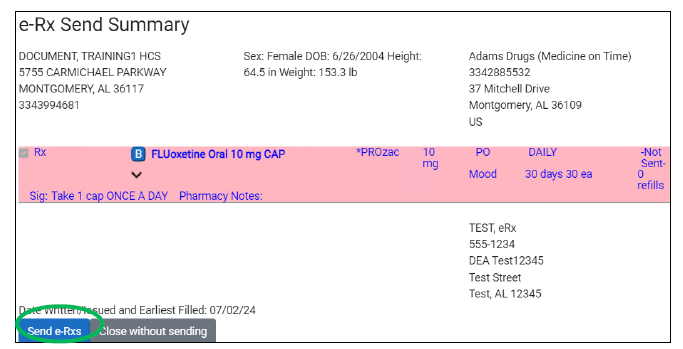 e-Rx Send Summary
DOCUMENT, TRAINING1 HCS
5755 CARMICHAEL PARKWAY
MONTGOMERY, AL 36117
3343994681
Sex: Female DOB: 6/26/2004 Height:
64.5 in Weight: 153.3 lb
Adams Drugs (Medicine on Time)
3342885532
37 Mitchell Drive
Montgomery, AL 36109
US
Rx B FLUoxetine Oral 10 mg CAP *PROzac 10 mg PO DAILY -Not Sent-
Mood 30 days 30 ea 0 refills
Sig: Take 1 cap ONCE A DAY Pharmacy Notes:
TEST, eRx
555-1234
DEA Test12345
Test Street
Test, AL 12345
Date Written/Issued and Earliest Filled: 07/02/24
Send e-Rxs Close without sending